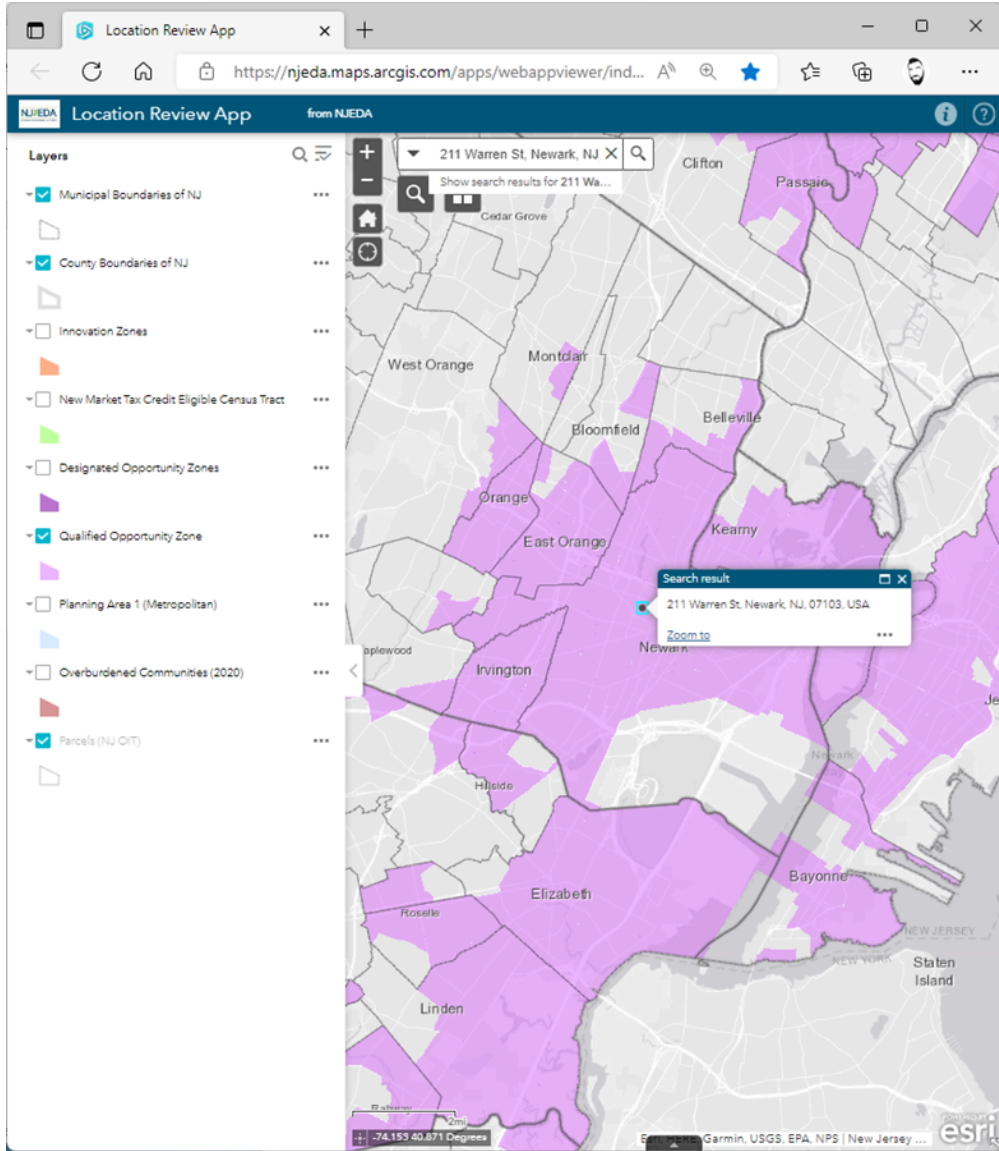 Location Review App
https://njeda.maps.arcgis.com/apps/webappviewer/ind...
NJEDA
Location Review App
from NJEDA
Layers
Municipal Boundaries of NJ
County Boundaries of NJ
Innovation Zones
New Market Tax Credit Eligible Census Tract
Designated Opportunity Zones
Qualified Opportunity Zone
Planning Area 1 (Metropolitan)
Overburdened Communities (2020)
Parcels (NJ OIT)
211 Warren St, Newark, NJ
Show search results for 211 Wa...
Clifton
Passaic
Cedar Grove
West Orange
Montclair
Belleville
Bloomfield
Orange
Kearny
East Orange
Search result
211 Warren St, Newark, NJ, 07103, USA
Zoom to
Newark
aplewood
Irvington
Je
Newark
Hillside
Bayonne
Elizabeth
Roselle
NEW JERSEY
NEW YORK
Staten
Island
Linden
Rahway
2mi
-74.153 40.871 Degrees
Esri, HERE, Garmin, USGS, EPA, NPS | New Jersey ...
POWERED BY
esri